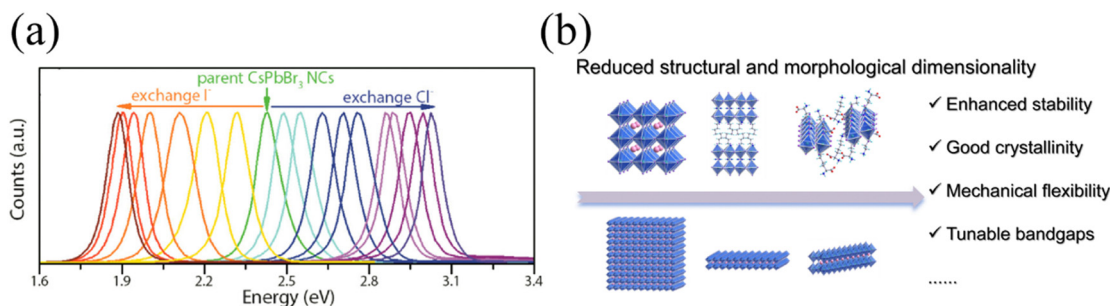 (a)
parent CsPbBr₃ NCs
exchange I⁻
exchange Cl⁻
Counts (a.u.)
1.6 1.9 2.2 2.5 2.8 3.1 3.4
Energy (eV)
(b)
Reduced structural and morphological dimensionality
✓ Enhanced stability
✓ Good crystallinity
✓ Mechanical flexibility
✓ Tunable bandgaps
......